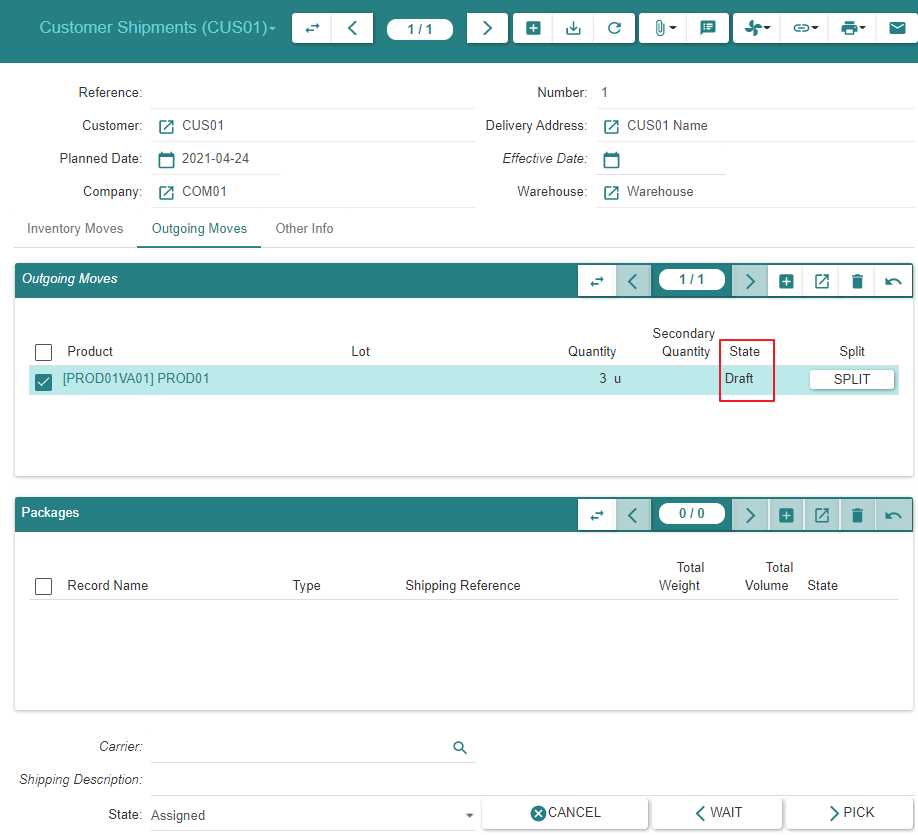 Customer Shipments (CUS01)
1 / 1
Reference:
Number: 1
Customer: CUS01
Delivery Address: CUS01 Name
Planned Date: 2021-04-24
Effective Date:
Company: COM01
Warehouse: Warehouse
Inventory Moves Outgoing Moves Other Info
Outgoing Moves 1 / 1
Product Lot Quantity Secondary Quantity State Split
[PROD01VA01] PROD01 3 u Draft SPLIT
Packages 0 / 0
Record Name Type Shipping Reference Total Weight Total Volume State
Carrier:
Shipping Description:
State: Assigned CANCEL WAIT PICK